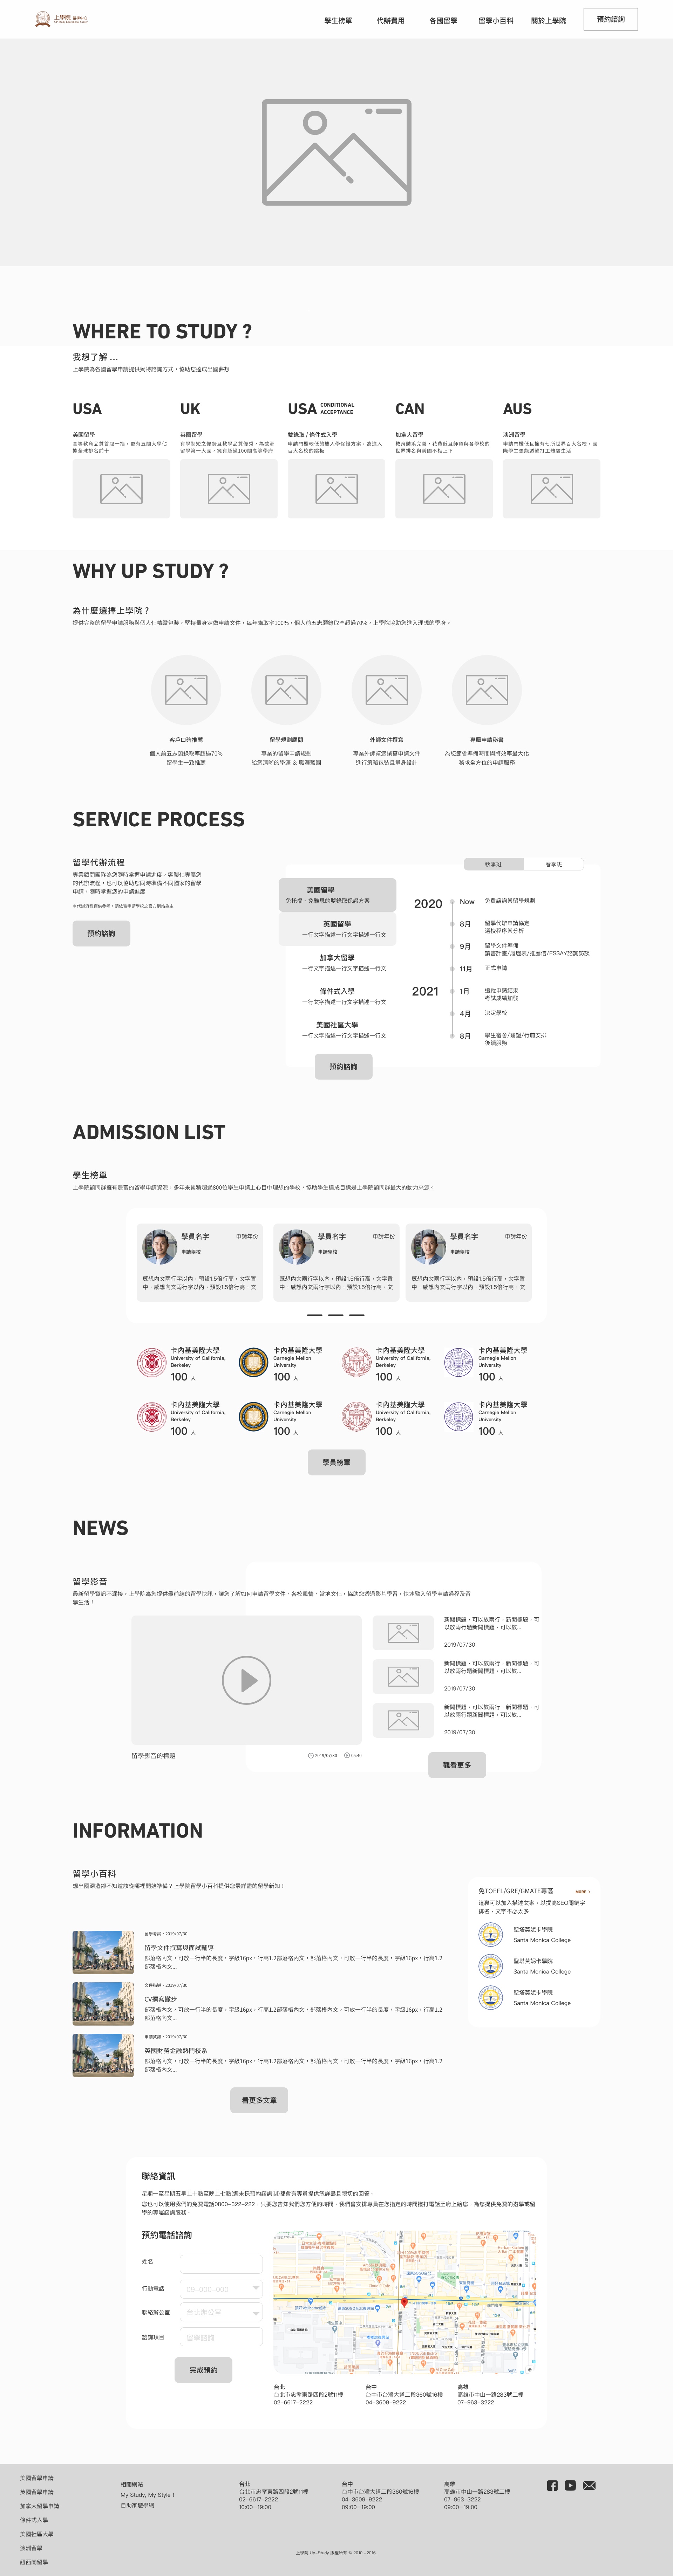 上學院 留學中心
學生榜單
代辦費用
各國留學
留學小百科
關於上學院
預約諮詢
WHERE TO STUDY ?
我想了解 ...
上學院為各國留學申請提供獨特諮詢方式，協助您達成出國夢想
USA
美國留學
高等教育品質首屈一指，更有五間大學佔
據全球排名前十
UK
英國留學
有學制短之優勢且教學品質優秀，為歐洲
留學第一大國，擁有超過100間高等學府
USA CONDITIONAL
ACCEPTANCE
雙錄取 / 條件式入學
申請門檻較低的雙入學保證方案，為進入
百大名校的跳板
CAN
加拿大留學
教育體系完善，花費低且師資與各學校的
世界排名與美國不相上下
AUS
澳洲留學
申請門檻低且擁有七所世界百大名校，國
際學生更能透過打工體驗生活
WHY UP STUDY ?
為什麼選擇上學院？
提供完整的留學申請服務與個人化精緻包裝，堅持量身定做申請文件，每年錄取率100%，個人前五志願錄取率超過70%，上學院協助您進入理想的學府。
客戶口碑推薦
個人前五志願錄取率超過70%
留學生一致推薦
留學規劃顧問
專業的留學申請規劃
給您清晰的學涯 & 職涯藍圖
外師文件撰寫
專業外師幫您撰寫申請文件
進行策略包裝且量身設計
專屬申請秘書
為您節省準備時間與將效率最大化
務求全方位的申請服務
SERVICE PROCESS
留學代辦流程
專業顧問團隊為您隨時掌握申請進度，客製化專屬您
的代辦流程，也可以協助您同時準備不同國家的留學
申請，隨時掌握您的申請進度
＊代辦流程僅供參考，請依循申請學校之官方網站為主
預約諮詢
秋季班
春季班
美國留學
免托福、免雅思的雙錄取保證方案
英國留學
一行文字描述一行文字描述一行文
加拿大留學
一行文字描述一行文字描述一行文
條件式入學
一行文字描述一行文字描述一行文
美國社區大學
一行文字描述一行文字描述一行文
預約諮詢
2020
Now 免費諮詢與留學規劃
8月 留學代辦申請協定
選校程序與分析
9月 留學文件準備
讀書計畫/履歷表/推薦信/ESSAY諮詢訪談
11月 正式申請
2021
1月 追蹤申請結果
考試成績加發
4月 決定學校
8月 學生宿舍/簽證/行前安排
後續服務
ADMISSION LIST
學生榜單
上學院顧問群擁有豐富的留學申請資源，多年來累積超過800位學生申請上心目中理想的學校，協助學生達成目標是上學院顧問群最大的動力來源。
學員名字
申請年份
申請學校
感想內文兩行字以內，預設1.5倍行高，文字置
中，感想內文兩行字以內，預設1.5倍行高，文
學員名字
申請年份
申請學校
感想內文兩行字以內，預設1.5倍行高，文字置
中，感想內文兩行字以內，預設1.5倍行高，文
學員名字
申請年份
申請學校
感想內文兩行字以內，預設1.5倍行高，文字置
中，感想內文兩行字以內，預設1.5倍行高，文
卡內基美隆大學
University of California,
Berkeley
100 人
卡內基美隆大學
Carnegie Mellon
University
100 人
卡內基美隆大學
University of California,
Berkeley
100 人
卡內基美隆大學
Carnegie Mellon
University
100 人
卡內基美隆大學
University of California,
Berkeley
100 人
卡內基美隆大學
Carnegie Mellon
University
100 人
卡內基美隆大學
University of California,
Berkeley
100 人
卡內基美隆大學
Carnegie Mellon
University
100 人
學員榜單
NEWS
留學影音
最新留學資訊不漏接，上學院為您提供最前線的留學快訊，讓您了解如何申請留學文件、各校風情、當地文化，協助您透過影片學習，快速融入留學申請過程及留
學生活！
留學影音的標題
2019/07/30
05:40
新聞標題，可以放兩行，新聞標題，可
以放兩行題新聞標題，可以放...
2019/07/30
新聞標題，可以放兩行，新聞標題，可
以放兩行題新聞標題，可以放...
2019/07/30
新聞標題，可以放兩行，新聞標題，可
以放兩行題新聞標題，可以放...
2019/07/30
觀看更多
INFORMATION
留學小百科
想出國深造卻不知道該從哪裡開始準備？上學院留學小百科提供您最詳盡的留學新知！
留學考試・2019/07/30
留學文件撰寫與面試輔導
部落格內文，可放一行半的長度，字級16px，行高1.2部落格內文，部落格內文，可放一行半的長度，字級16px，行高1.2
部落格內文...
文件指導・2019/07/30
CV撰寫撇步
部落格內文，可放一行半的長度，字級16px，行高1.2部落格內文，部落格內文，可放一行半的長度，字級16px，行高1.2
部落格內文...
申請資訊・2019/07/30
英國財務金融熱門校系
部落格內文，可放一行半的長度，字級16px，行高1.2部落格內文，部落格內文，可放一行半的長度，字級16px，行高1.2
部落格內文...
看更多文章
免TOEFL/GRE/GMATE專區
MORE >
這裏可以加入描述文案，以提高SEO關鍵字
排名，文字不必太多
聖塔莫妮卡學院
Santa Monica College
聖塔莫妮卡學院
Santa Monica College
聖塔莫妮卡學院
Santa Monica College
聯絡資訊
星期一至星期五早上十點至晚上七點(週末採預約諮詢制)都會有專員提供您詳盡且親切的回答，
您也可以使用我們的免費電話0800-322-222，只要您告知我們您方便的時間，我們會安排專員在您指定的時間撥打電話至府上給您，為您提供免費的遊學或留
學的專屬諮詢服務。
預約電話諮詢
姓名
行動電話
09-000-000
聯絡辦公室
台北辦公室
諮詢項目
留學諮詢
完成預約
台北
台北市忠孝東路四段2號11樓
02-6617-2222
台中
台中市台灣大道二段360號16樓
04-3609-9222
高雄
高雄市中山一路283號二樓
07-963-3222
美國留學申請
英國留學申請
加拿大留學申請
條件式入學
美國社區大學
澳洲留學
紐西蘭留學
相關網站
My Study, My Style！
自助家遊學網
台北
台北市忠孝東路四段2號11樓
02-6617-2222
10:00~19:00
台中
台中市台灣大道二段360號16樓
04-3609-9222
09:00~19:00
高雄
高雄市中山一路283號二樓
07-963-3222
09:00~19:00
上學院 Up-Study 版權所有 © 2010 -2016.